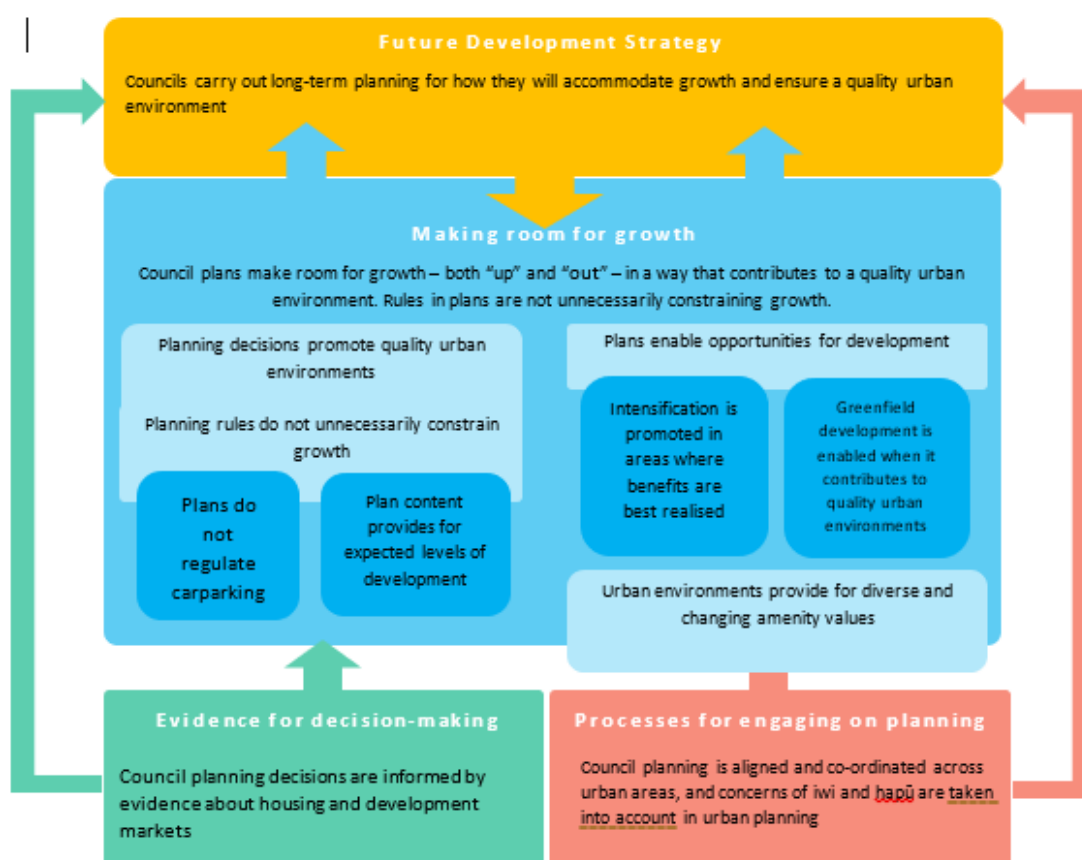 Future Development Strategy
Councils carry out long-term planning for how they will accommodate growth and ensure a quality urban
environment
Making room for growth
Council plans make room for growth – both “up” and “out” – in a way that contributes to a quality urban
environment. Rules in plans are not unnecessarily constraining growth.
Planning decisions promote quality urban
environments
Planning rules do not unnecessarily constrain
growth
Plans do
not
regulate
carparking
Plan content
provides for
expected levels of
development
Plans enable opportunities for development
Intensification is
promoted in
areas where
benefits are
best realised
Greenfield
development is
enabled when it
contributes to
quality urban
environments
Urban environments provide for diverse and
changing amenity values
Evidence for decision-making
Council planning decisions are informed by
evidence about housing and development
markets
Processes for engaging on planning
Council planning is aligned and co-ordinated across
urban areas, and concerns of iwi and hapū are taken
into account in urban planning